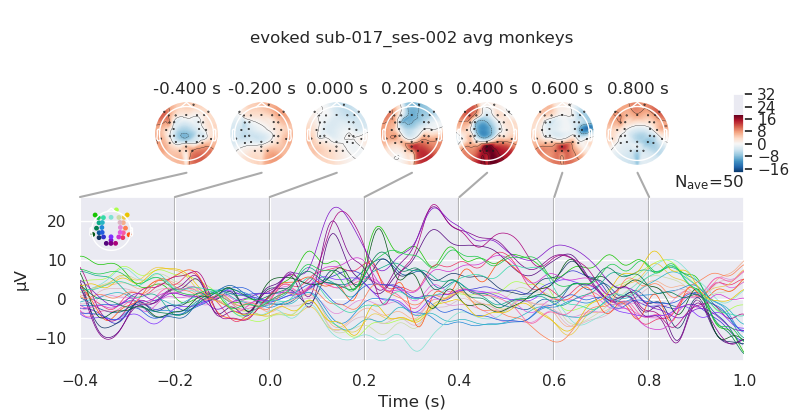 evoked sub-017_ses-002 avg monkeys
-0.400 s -0.200 s 0.000 s 0.200 s 0.400 s 0.600 s 0.800 s
32
24
16
8
0
−8
−16
Nave=50
20
10
0
−10
µV
−0.4 −0.2 0.0 0.2 0.4 0.6 0.8 1.0
Time (s)